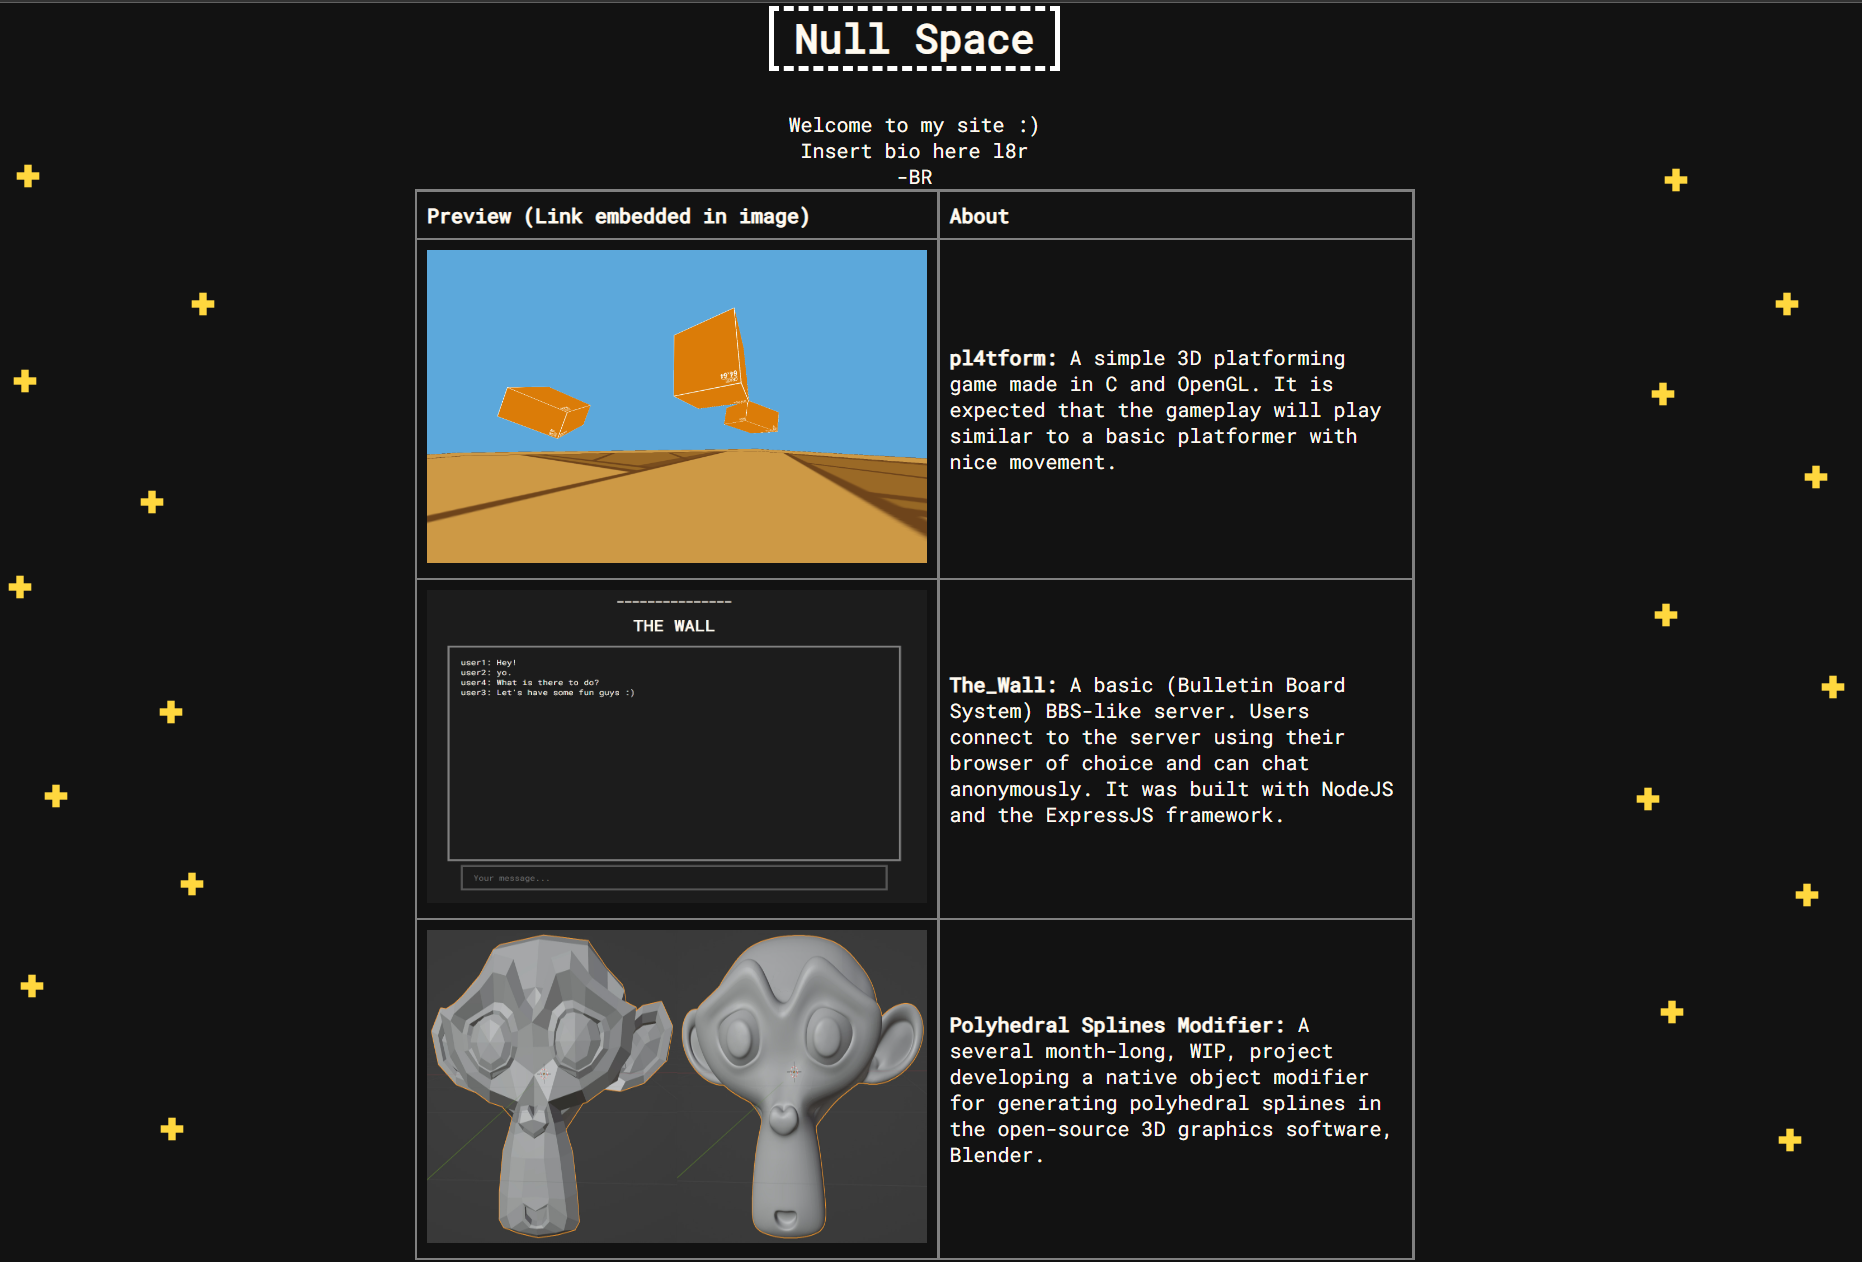 Null Space
Welcome to my site :)
Insert bio here l8r
-BR
Preview (Link embedded in image)
About
pl4tform: A simple 3D platforming
game made in C and OpenGL. It is
expected that the gameplay will play
similar to a basic platformer with
nice movement.
---------------
THE WALL
user1: Hey!
user2: yo.
user4: What is there to do?
user3: Let's have some fun guys :)
Your message...
The_Wall: A basic (Bulletin Board
System) BBS-like server. Users
connect to the server using their
browser of choice and can chat
anonymously. It was built with NodeJS
and the ExpressJS framework.
Polyhedral Splines Modifier: A
several month-long, WIP, project
developing a native object modifier
for generating polyhedral splines in
the open-source 3D graphics software,
Blender.